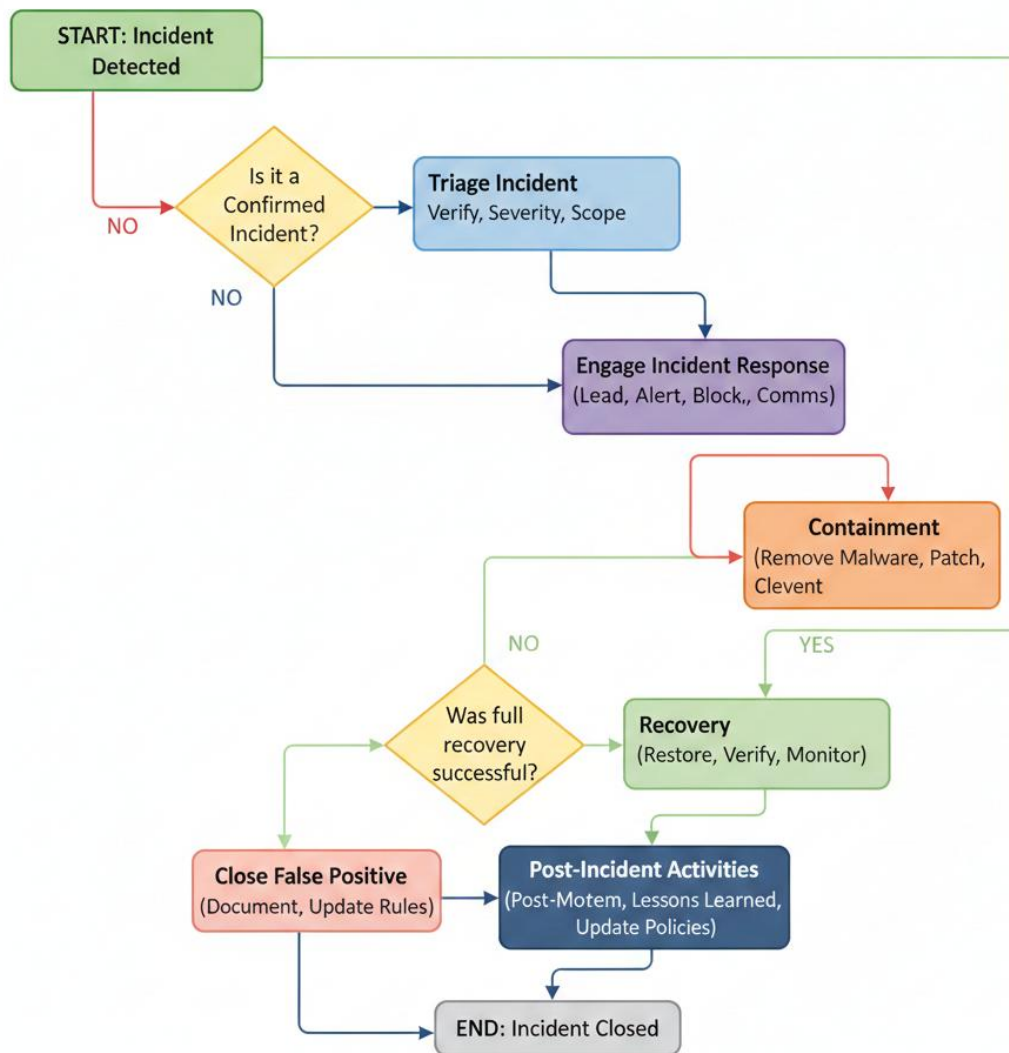 START: Incident
Detected
Is it a
Confirmed
Incident?
NO
Triage Incident
Verify, Severity, Scope
NO
Engage Incident Response
(Lead, Alert, Block,, Comms)
Containment
(Remove Malware, Patch,
Clevent
NO
YES
Was full
recovery
successful?
Recovery
(Restore, Verify, Monitor)
Close False Positive
(Document, Update Rules)
Post-Incident Activities
(Post-Motem, Lessons Learned,
Update Policies)
END: Incident Closed